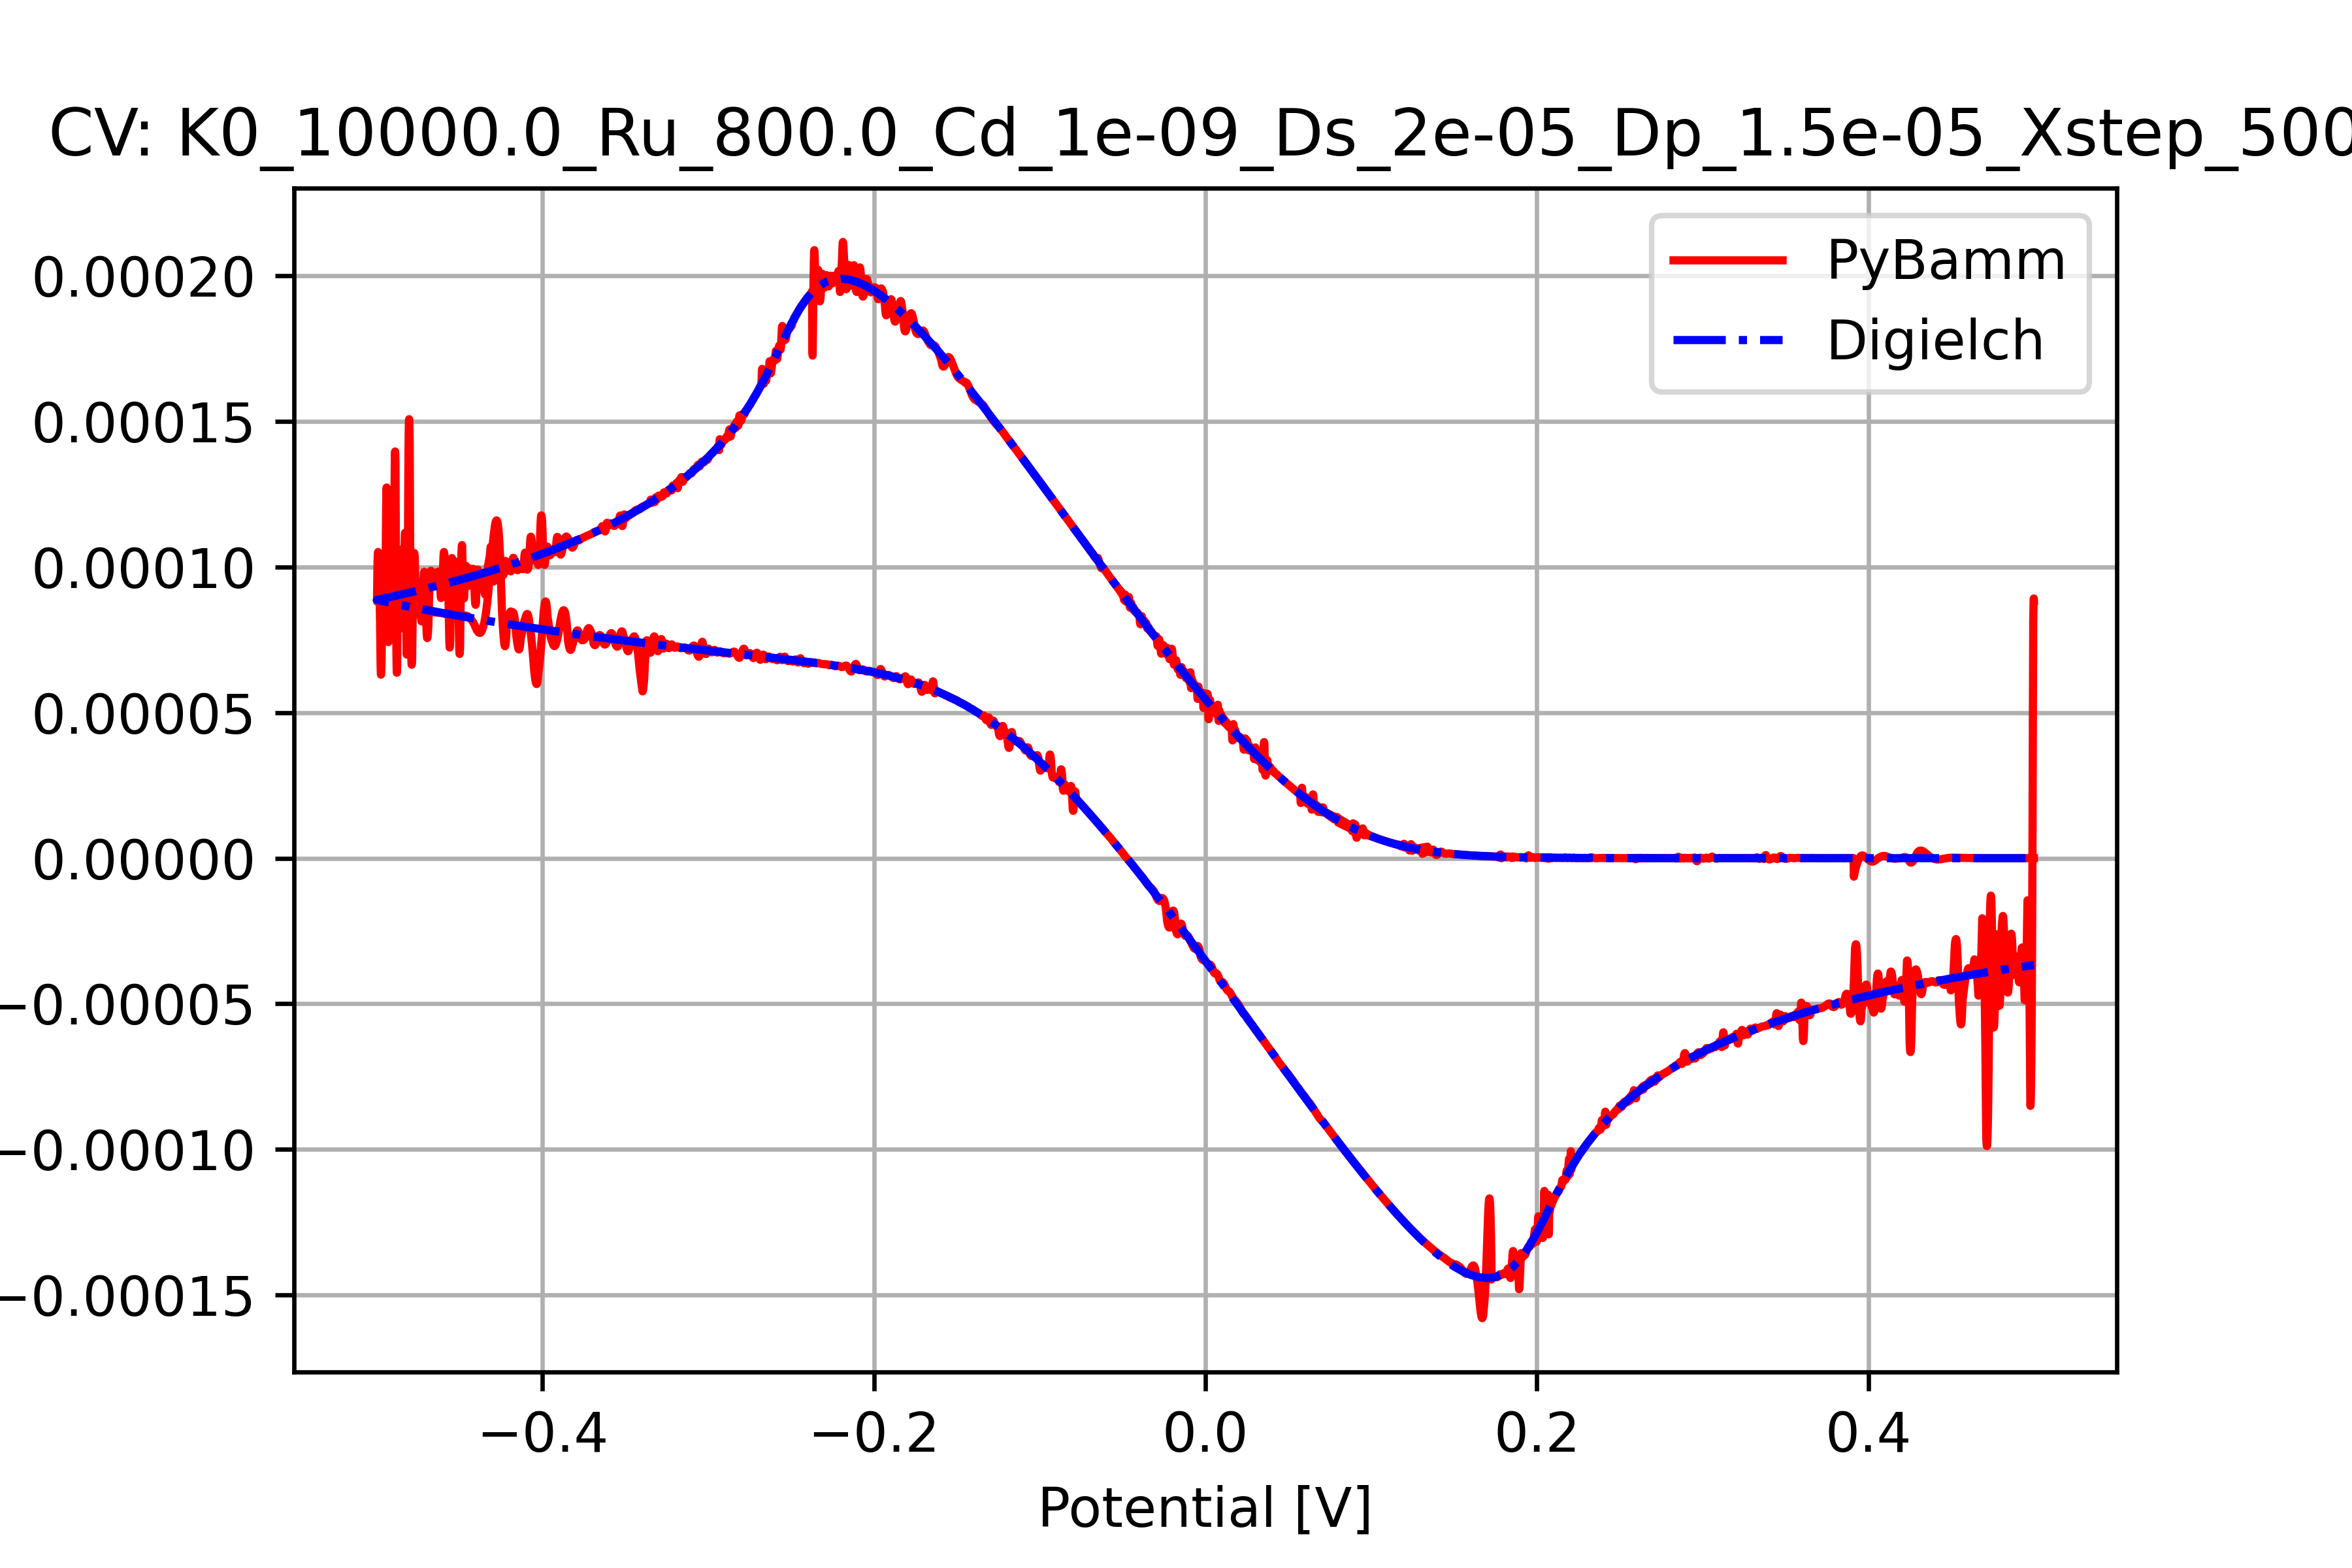 CV: K0_10000.0_Ru_800.0_Cd_1e-09_Ds_2e-05_Dp_1.5e-05_Xstep_500
PyBamm
Digielch
0.00020
0.00015
0.00010
0.00005
0.00000
−0.00005
−0.00010
−0.00015
−0.4 −0.2 0.0 0.2 0.4
Potential [V]